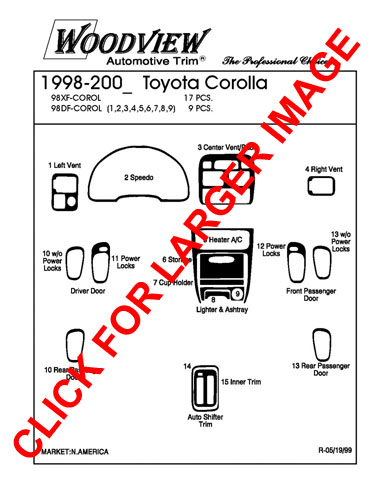 WOODVIEW
Automotive Trim®
The Professional Choice
1998-200_ Toyota Corolla
98XF-COROL 17 PCS.
98DF-COROL (1,2,3,4,5,6,7,8,9) 9 PCS.
3 Center Vent/
1 Left Vent
2 Speedo
4 Right Vent
5 Heater A/C
10 w/o Power Locks
11 Power Locks
6 Storage
12 Power Locks
13 w/o Power Locks
7 Cup Holder
8
9
Driver Door
Front Passenger Door
Lighter & Ashtray
10 Rear Passenger Door
13 Rear Passenger Door
14
15 Inner Trim
Auto Shifter Trim
MARKET:N.AMERICA
R-05/19/99
CLICK FOR LARGER IMAGE